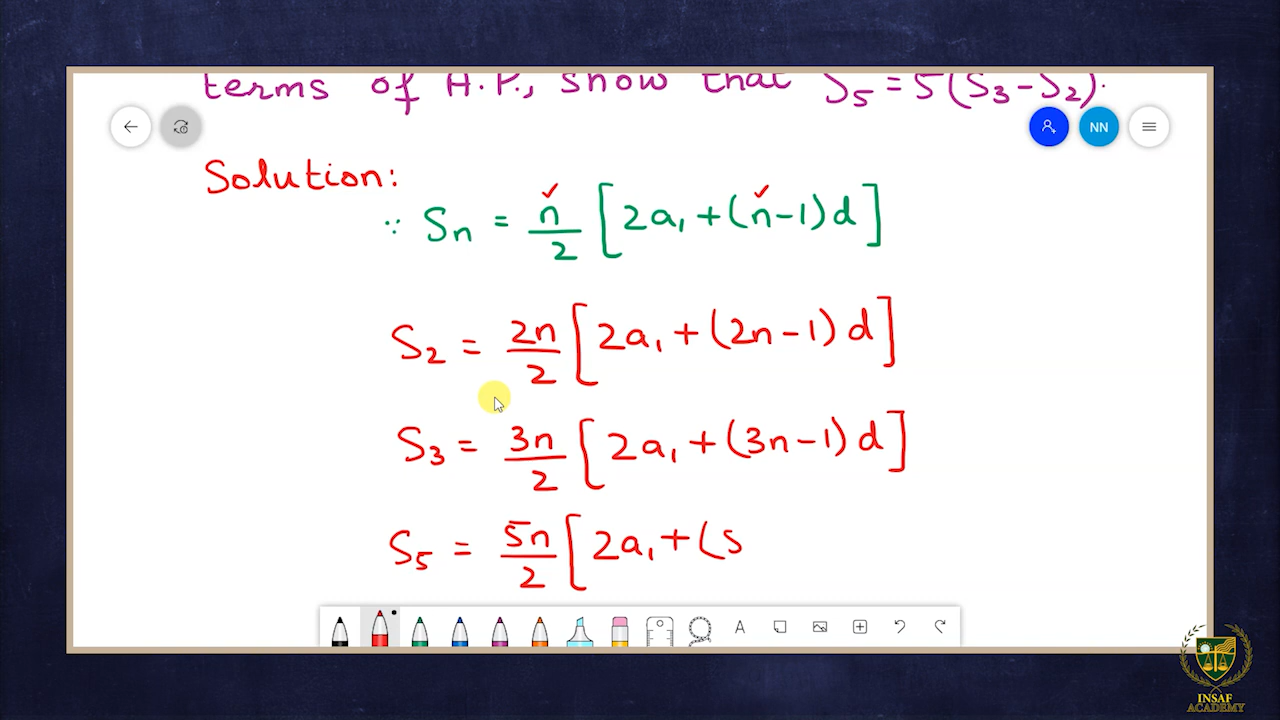 terms of A.P., show that S₅ = 5(S₃-S₂).
NN
Solution:
∵ Sₙ = n/2 [2a₁ + (n-1)d]
S₂ = 2n/2 [2a₁ + (2n-1)d]
S₃ = 3n/2 [2a₁ + (3n-1)d]
S₅ = 5n/2 [2a₁ + (5
A
INSAF
ACADEMY